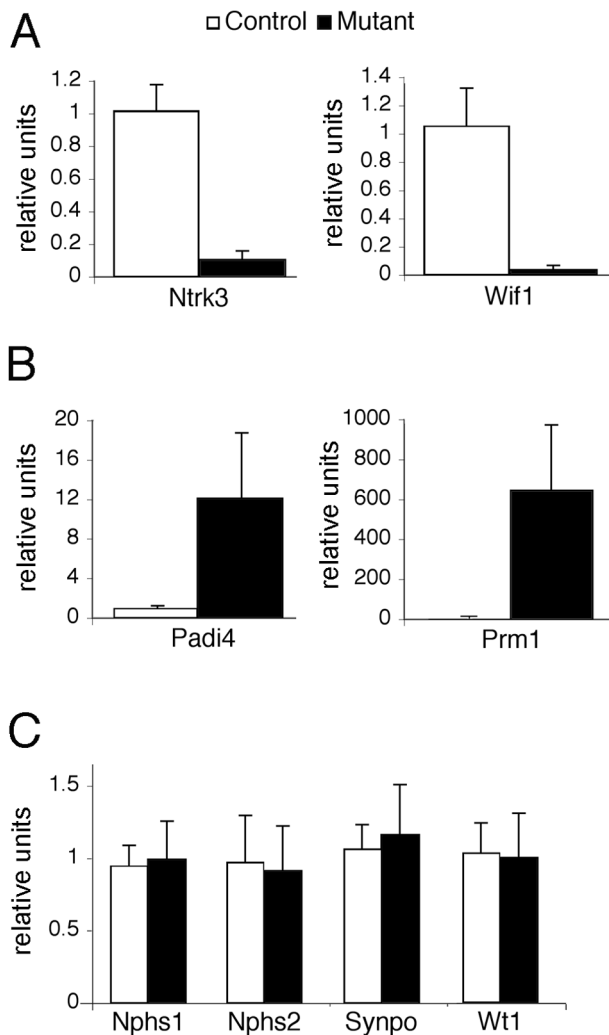 A
Control Mutant
relative units
1.2
1
0.8
0.6
0.4
0.2
0
Ntrk3
relative units
1.4
1.2
1
0.8
0.6
0.4
0.2
0
Wif1
B
relative units
20
16
12
8
4
0
Padi4
relative units
1000
800
600
400
200
0
Prm1
C
relative units
1.5
1
0.5
0
Nphs1 Nphs2 Synpo Wt1